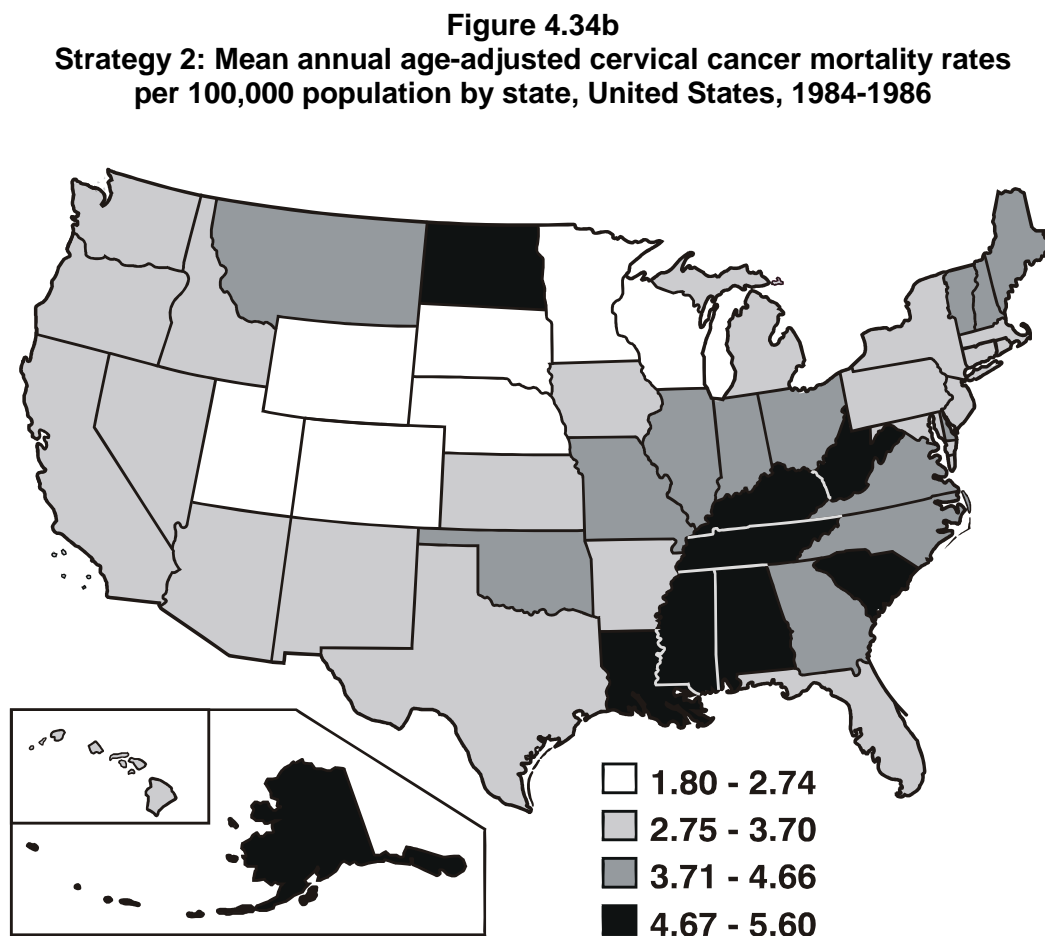 Figure 4.34b
Strategy 2: Mean annual age-adjusted cervical cancer mortality rates
per 100,000 population by state, United States, 1984-1986
1.80 - 2.74
2.75 - 3.70
3.71 - 4.66
4.67 - 5.60